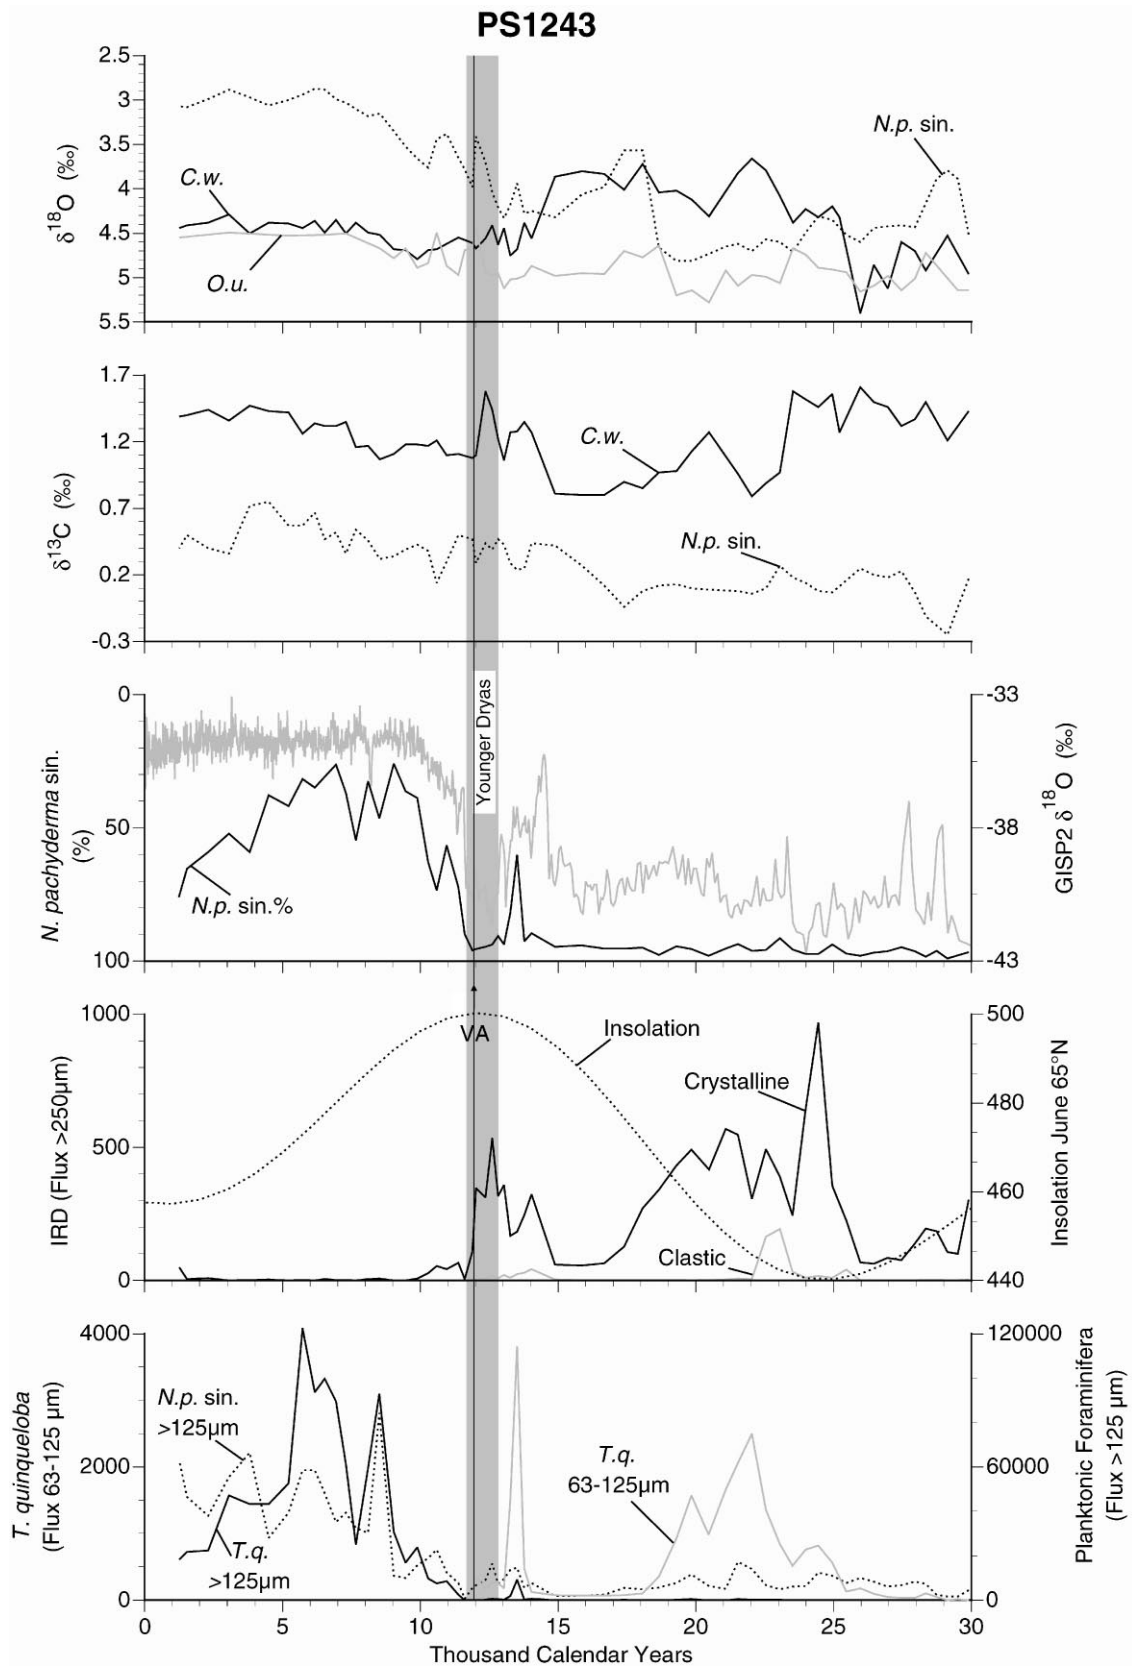 PS1243
2.5
3
3.5
4
4.5
5
5.5
δ18O (‰)
C.w.
O.u.
N.p. sin.
1.7
1.2
0.7
0.2
-0.3
δ13C (‰)
C.w.
N.p. sin.
0
50
100
N. pachyderma sin.
(%)
N.p. sin.%
Younger Dryas
-33
-38
-43
GISP2 δ18O (‰)
1000
500
0
IRD (Flux >250µm)
VA
Insolation
Crystalline
Clastic
500
480
460
440
Insolation June 65°N
4000
2000
0
T. quinqueloba
(Flux 63-125 µm)
N.p. sin.
>125µm
T.q.
>125µm
T.q.
63-125µm
120000
60000
0
Planktonic Foraminifera
(Flux >125 µm)
0 5 10 15 20 25 30
Thousand Calendar Years